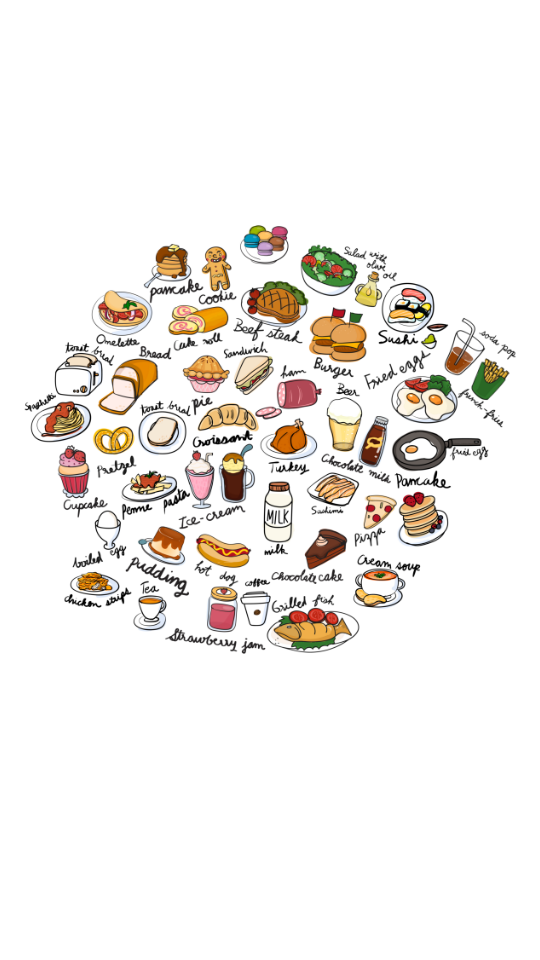 Salad with
olive
oil
pancake
Cookie
Omelette
Cake roll
Beef steak
Burger
Sushi
soda pop
toast bread
Bread
Sandwich
ham
Fried eggs
french fries
Spaghetti
toast bread
pie
Croissant
Beer
Turkey
Chocolate milk
fried egg
Pancake
Pretzel
Cupcake
Penne pasta
Ice-cream
Sashimi
MILK
milk
pizza
boiled egg
pudding
hot dog
coffee
Chocolate cake
Cream soup
chicken strips
Tea
Grilled fish
Strawberry jam